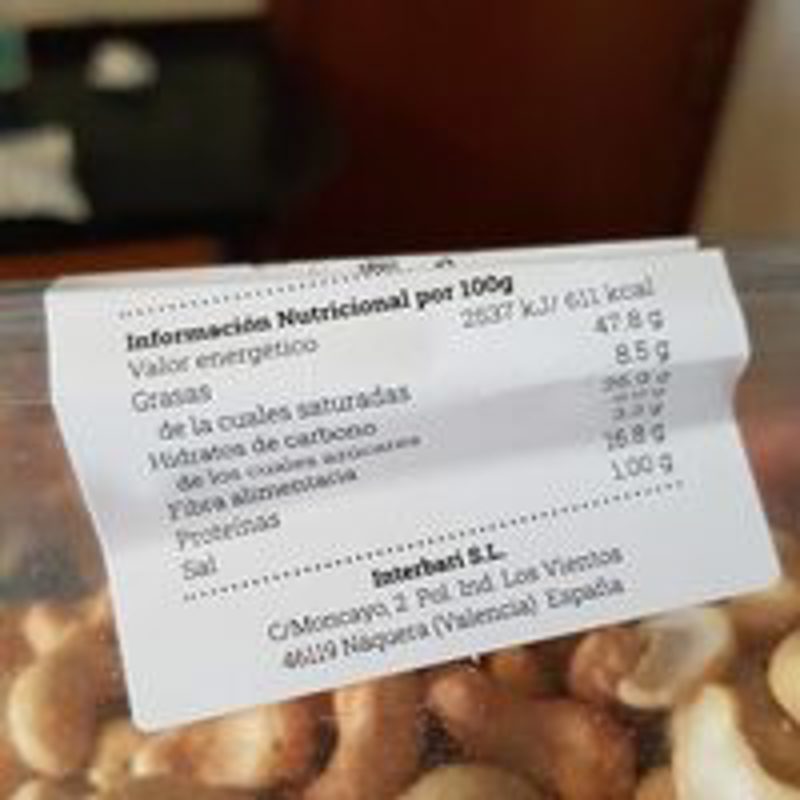 Información Nutricional por 100g
Valor energético 2537 kJ/ 611 kcal
Grasas 47.8 g
de la cuales saturadas 8.5 g
Hidratos de carbono
de los cuales azúcares
Fibra alimentaria
Proteínas 16.8 g
Sal 1.00 g
Interbari S.L.
C/Moncayo, 2 Pol. Ind. Los Vientos
46119 Náquera (Valencia) España